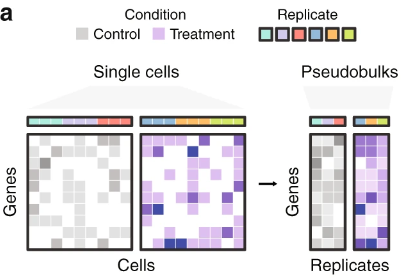 a
Condition
Replicate
Control
Treatment
Single cells
Pseudobulks
Genes
Genes
Cells
Replicates